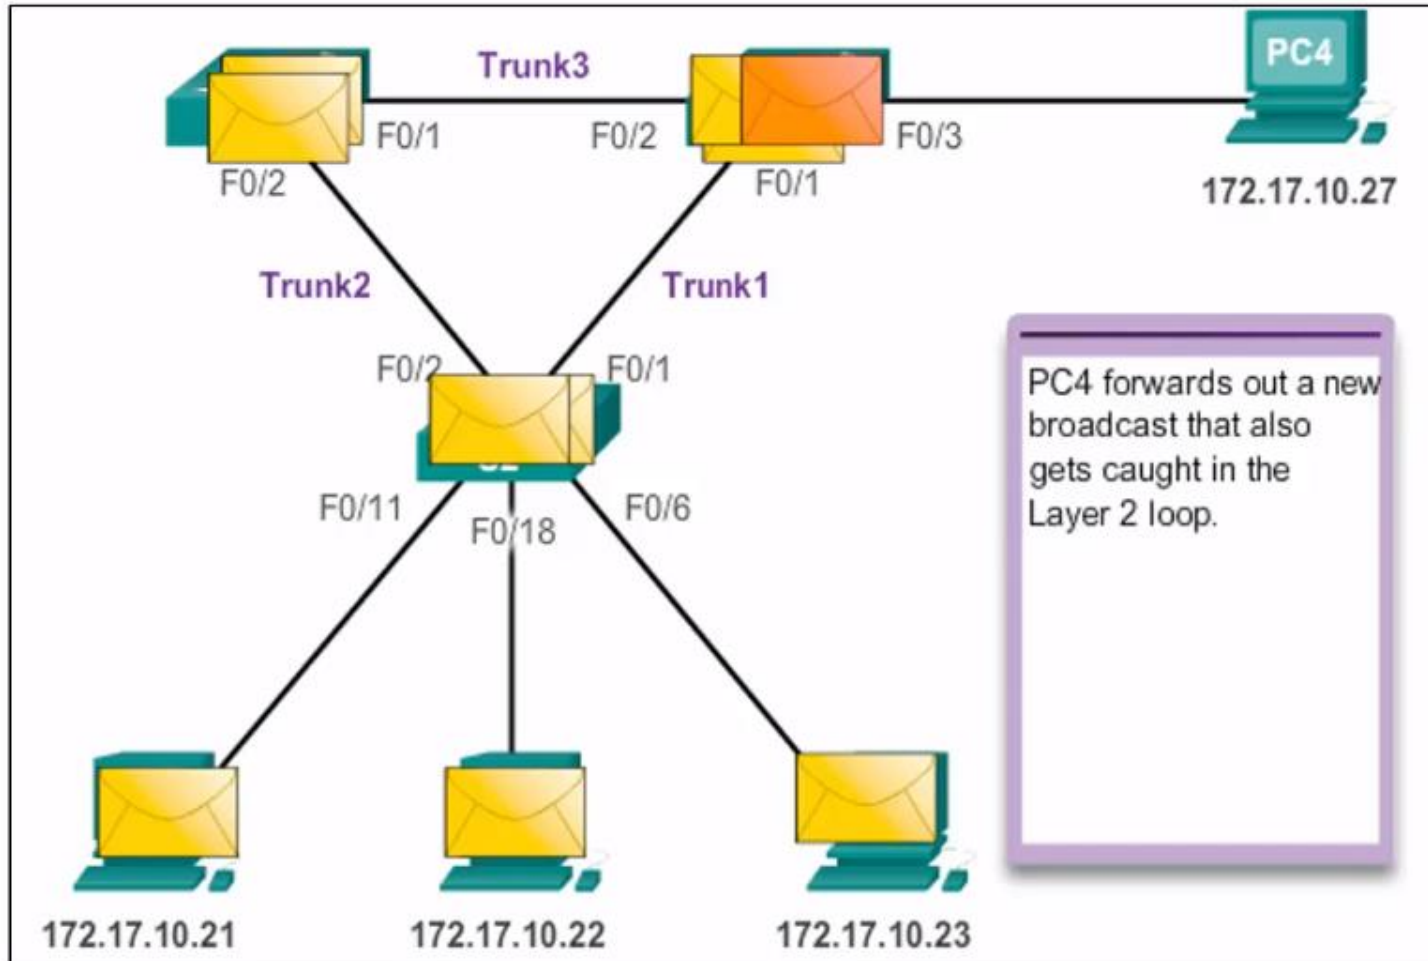 Trunk3
PC4
F0/1
F0/2
F0/3
F0/2
F0/1
172.17.10.27
Trunk2
Trunk1
F0/2
F0/1
PC4 forwards out a new
broadcast that also
gets caught in the
Layer 2 loop.
F0/11
F0/18
F0/6
172.17.10.21
172.17.10.22
172.17.10.23